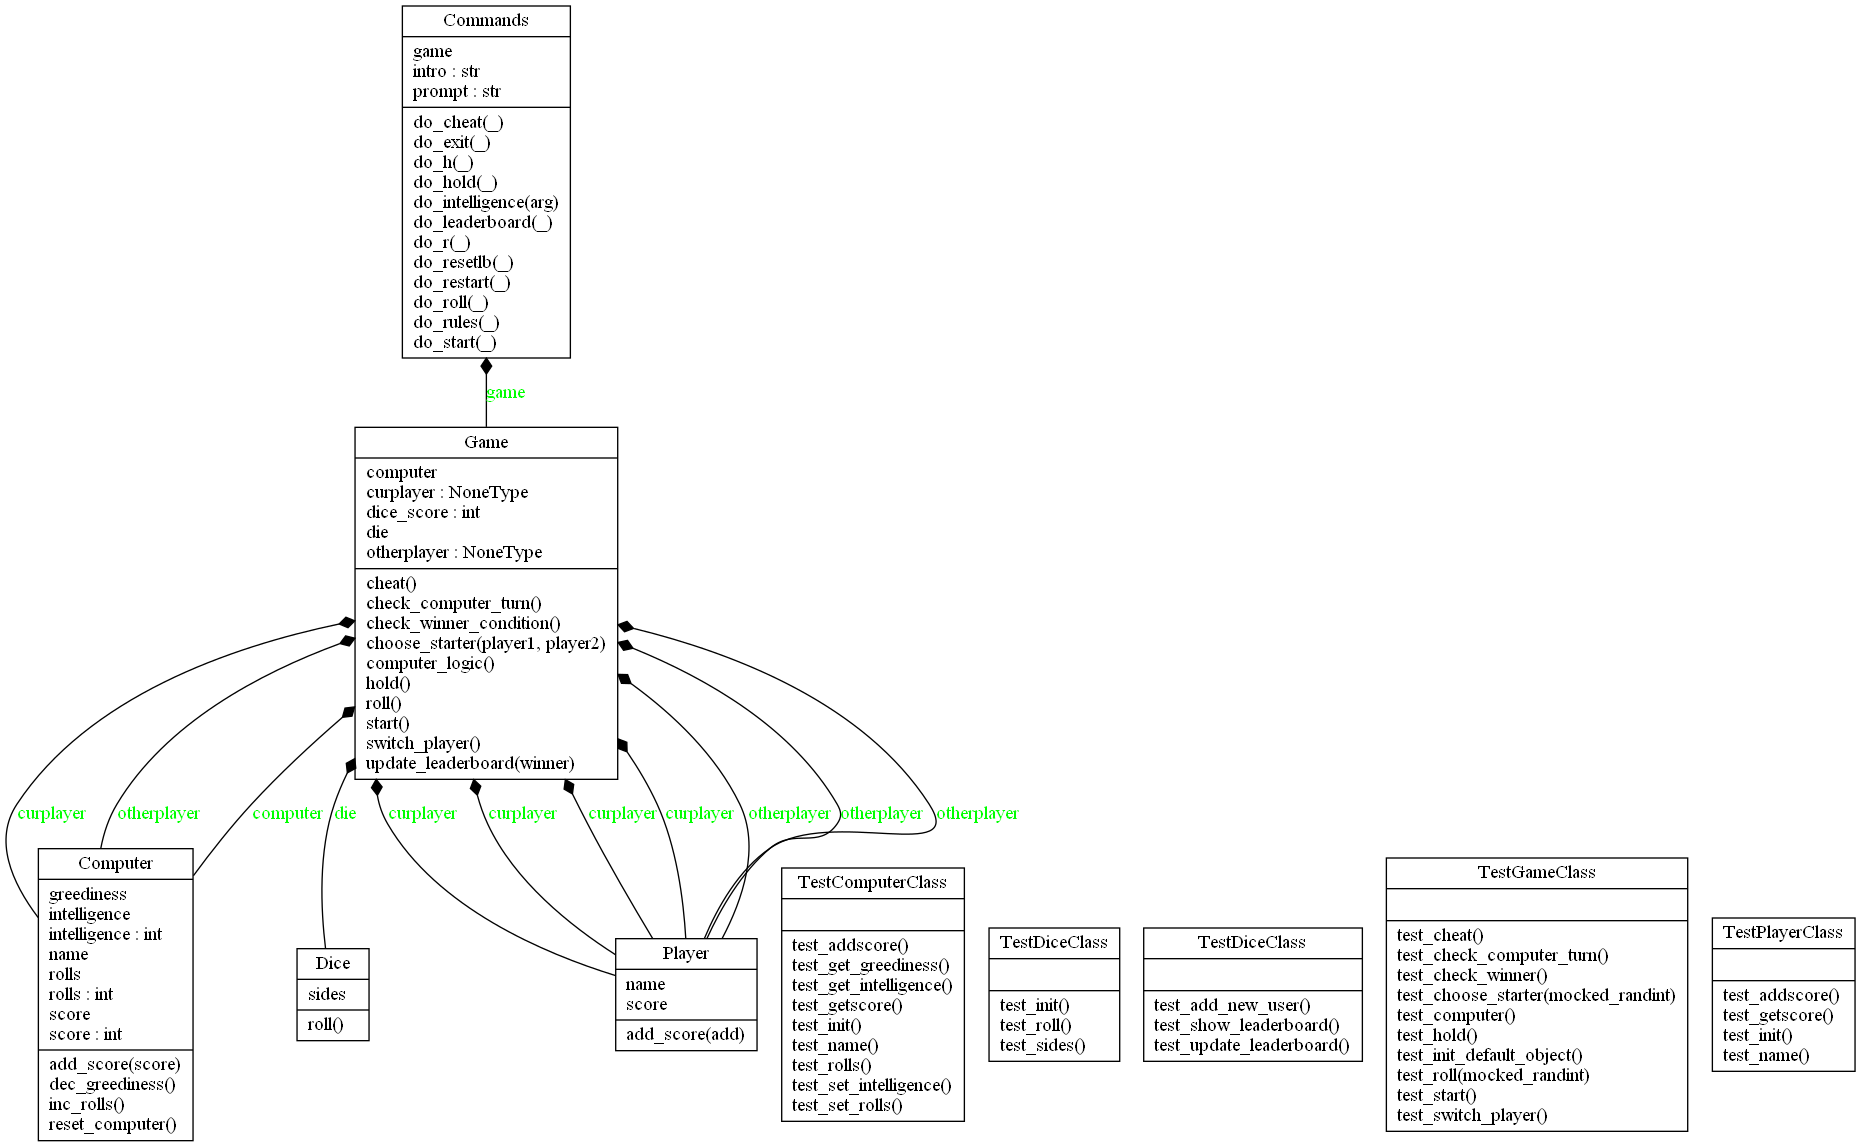 Commands
game
intro : str
prompt : str
do_cheat(_)
do_exit(_)
do_h(_)
do_hold(_)
do_intelligence(arg)
do_leaderboard(_)
do_r(_)
do_resetlb(_)
do_restart(_)
do_roll(_)
do_rules(_)
do_start(_)
game
Game
computer
curplayer : NoneType
dice_score : int
die
otherplayer : NoneType
cheat()
check_computer_turn()
check_winner_condition()
choose_starter(player1, player2)
computer_logic()
hold()
roll()
start()
switch_player()
update_leaderboard(winner)
curplayer
otherplayer
computer
die
curplayer
curplayer
curplayer
curplayer
otherplayer
otherplayer
otherplayer
Computer
greediness
intelligence
intelligence : int
name
rolls
rolls : int
score
score : int
add_score(score)
dec_greediness()
inc_rolls()
reset_computer()
Dice
sides
roll()
Player
name
score
add_score(add)
TestComputerClass
test_addscore()
test_get_greediness()
test_get_intelligence()
test_getscore()
test_init()
test_name()
test_rolls()
test_set_intelligence()
test_set_rolls()
TestDiceClass
test_init()
test_roll()
test_sides()
TestDiceClass
test_add_new_user()
test_show_leaderboard()
test_update_leaderboard()
TestGameClass
test_cheat()
test_check_computer_turn()
test_check_winner()
test_choose_starter(mocked_randint)
test_computer()
test_hold()
test_init_default_object()
test_roll(mocked_randint)
test_start()
test_switch_player()
TestPlayerClass
test_addscore()
test_getscore()
test_init()
test_name()